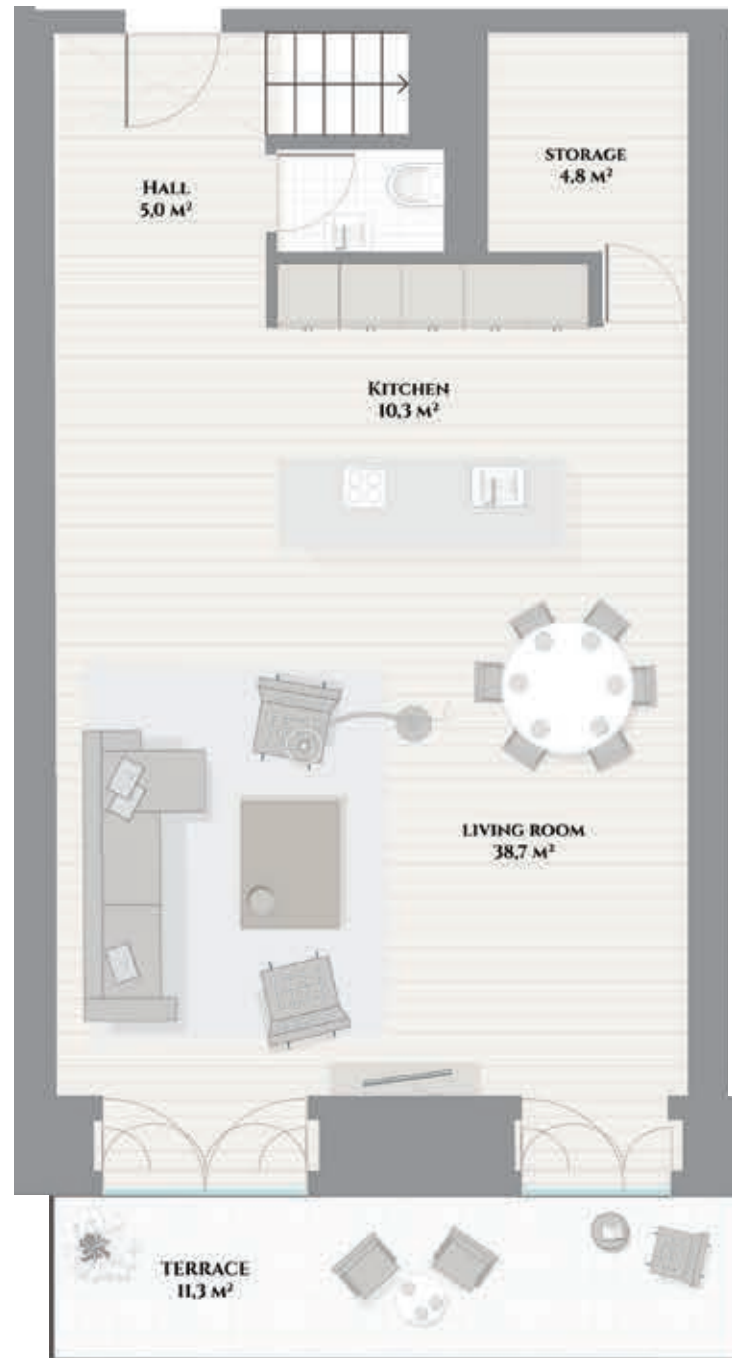 HALL
5,0 M²
STORAGE
4,8 M²
KITCHEN
10,3 M²
LIVING ROOM
38,7 M²
TERRACE
11,3 M²